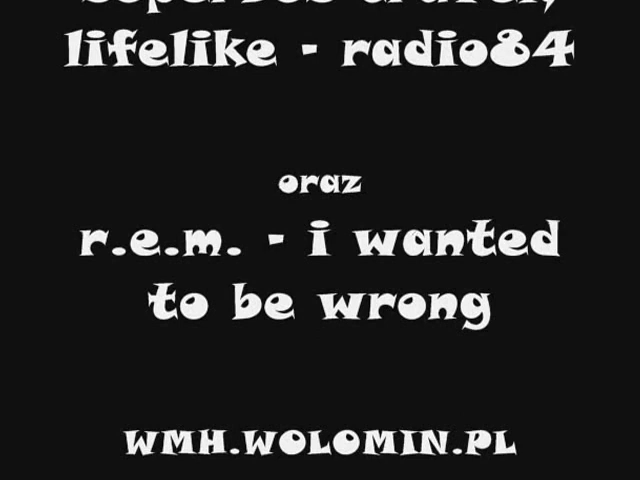 lifelike - radio84
oraz
r.e.m. - i wanted
to be wrong
WMH.WOLOMIN.PL